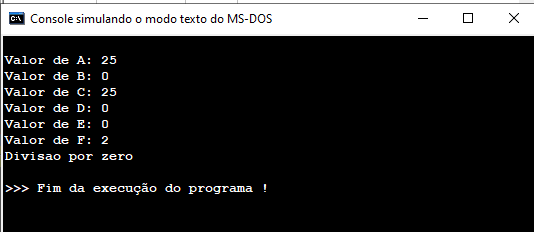 Console simulando o modo texto do MS-DOS
Valor de A: 25
Valor de B: 0
Valor de C: 25
Valor de D: 0
Valor de E: 0
Valor de F: 2
Divisao por zero
>>> Fim da execução do programa !